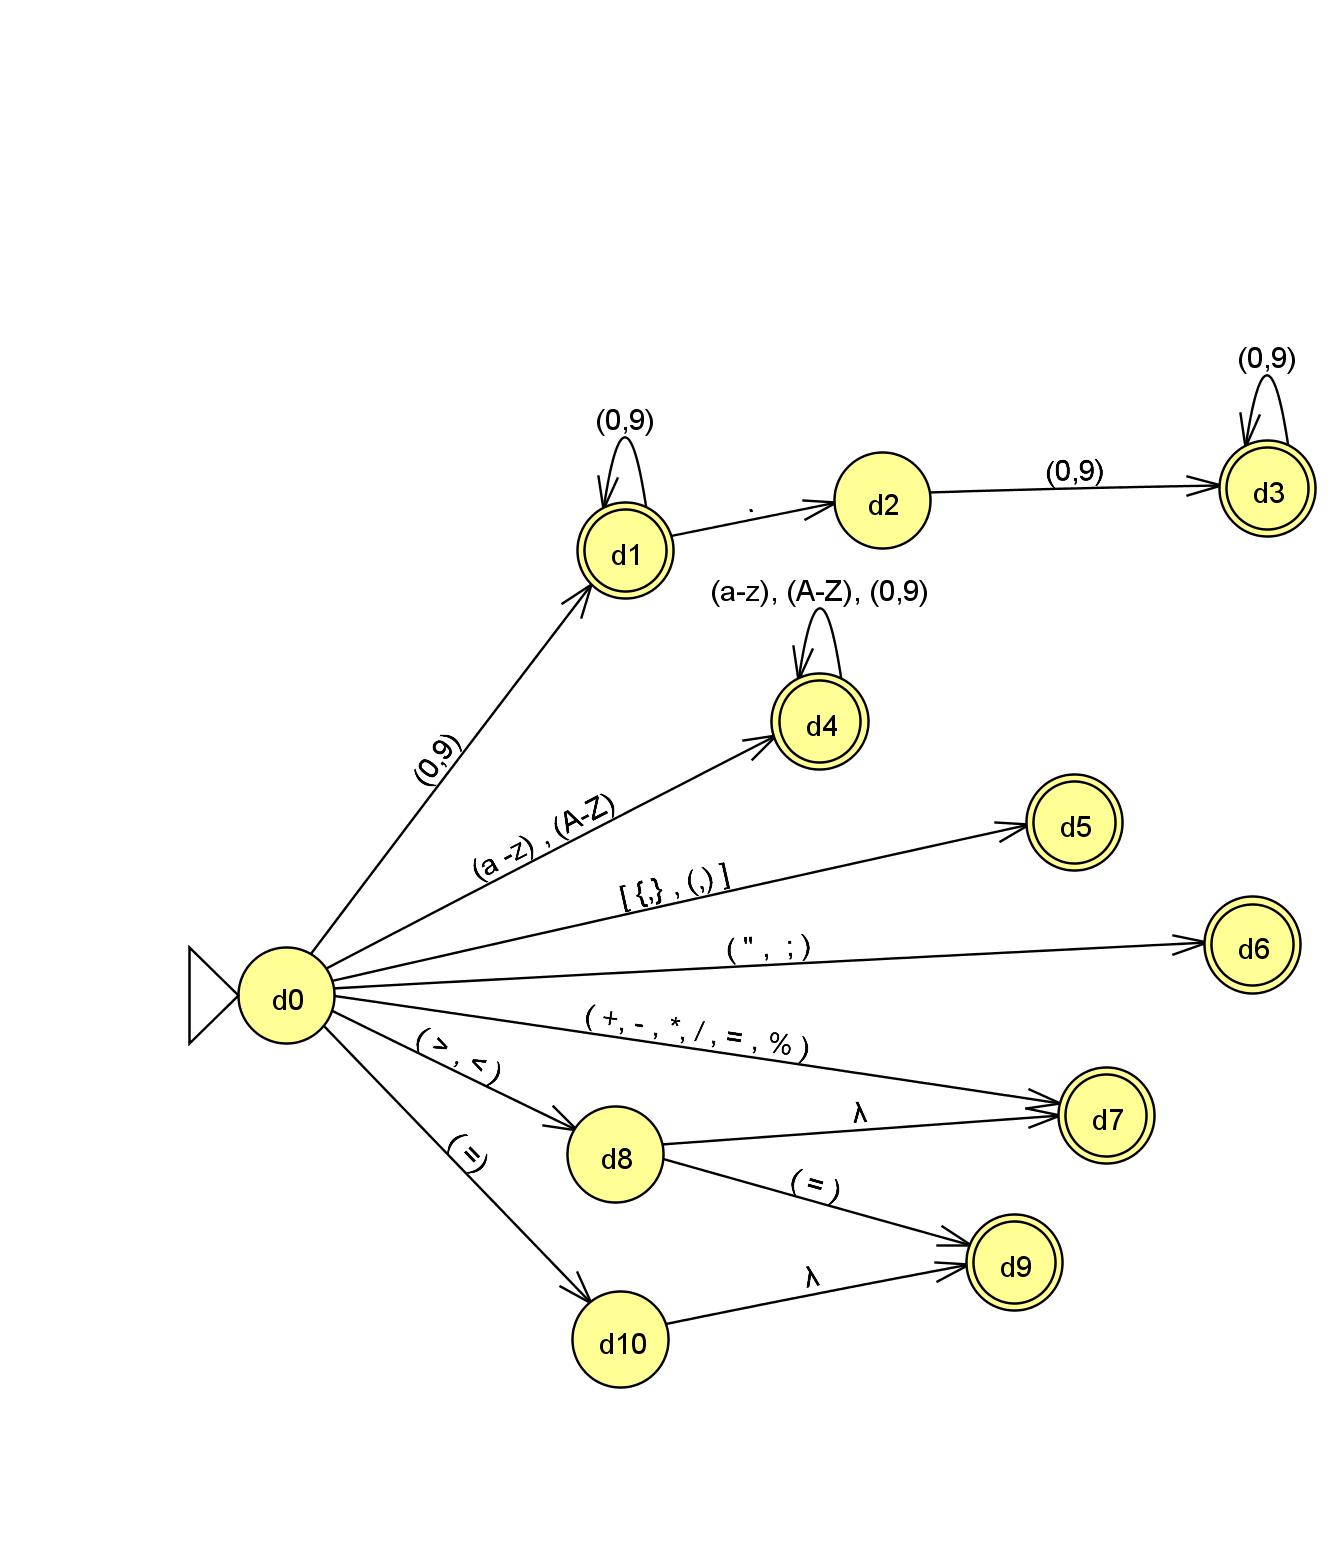 (0,9)
(0,9)
(0,9)
d3
.
d2
d1
(a-z), (A-Z), (0,9)
d4
(0,9)
(a -z) , (A-Z)
d5
[ {,} , (,) ]
( " , ; )
d6
d0
( +, - , *, / , = , % )
( > , < )
λ
d7
( = )
d8
( = )
λ
d9
d10